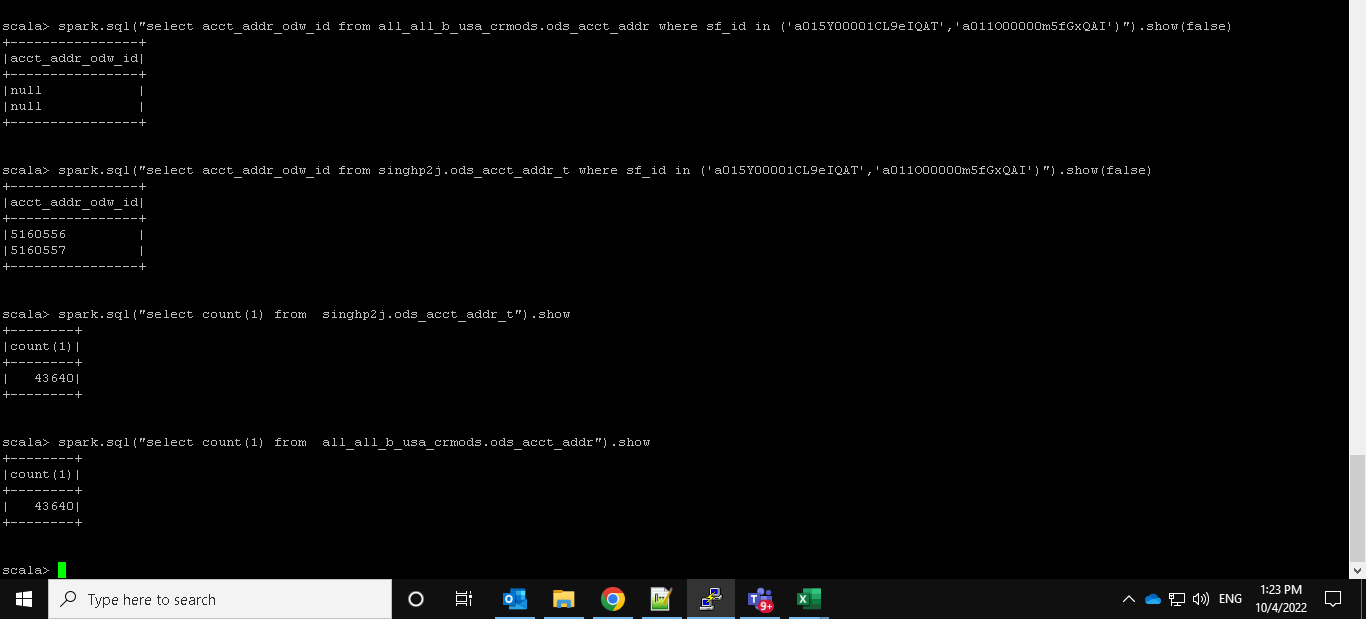 scala> spark.sql("select acct_addr_odw_id from all_all_b_usa_crmods.ods_acct_addr where sf_id in ('a015Y00001CL9eIQAT','a011O00000m5fGxQAI')").show(false)
+----------------+
|acct_addr_odw_id|
+----------------+
|null            |
|null            |
+----------------+
scala> spark.sql("select acct_addr_odw_id from singhp2j.ods_acct_addr_t where sf_id in ('a015Y00001CL9eIQAT','a011O00000m5fGxQAI')").show(false)
+----------------+
|acct_addr_odw_id|
+----------------+
|5160556         |
|5160557         |
+----------------+
scala> spark.sql("select count(1) from  singhp2j.ods_acct_addr_t").show
+--------+
|count(1)|
+--------+
|   43640|
+--------+
scala> spark.sql("select count(1) from  all_all_b_usa_crmods.ods_acct_addr").show
+--------+
|count(1)|
+--------+
|   43640|
+--------+
scala>
Type here to search
9+
ENG
1:23 PM
10/4/2022